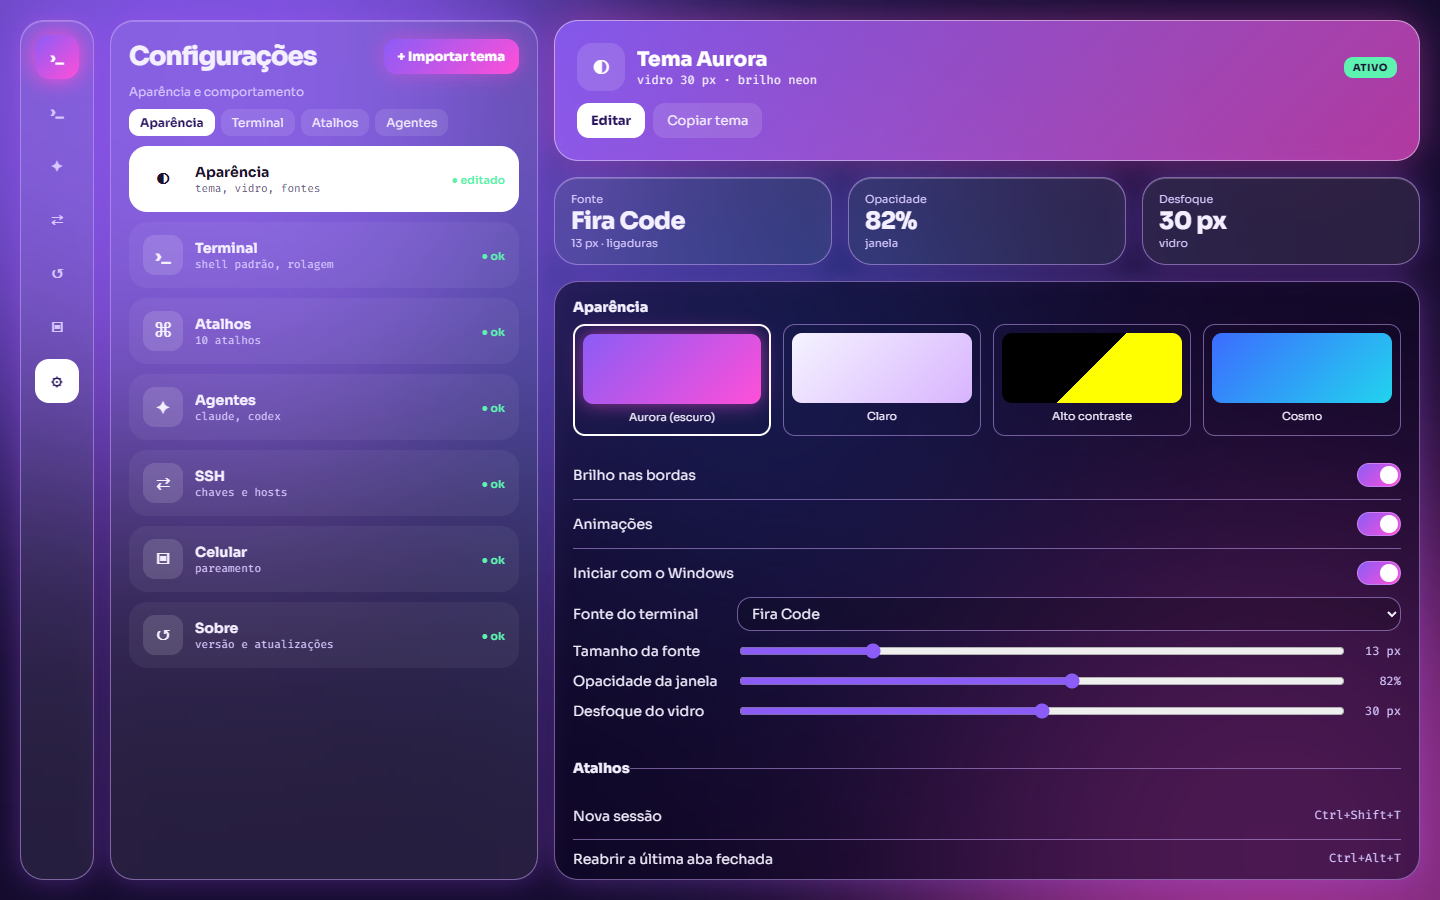 ›_
›_
Configurações
+ Importar tema
Aparência e comportamento
Aparência
Terminal
Atalhos
Agentes
Aparência
tema, vidro, fontes
• editado
›_
Terminal
shell padrão, rolagem
• ok
⌘
Atalhos
10 atalhos
• ok
Agentes
claude, codex
• ok
SSH
chaves e hosts
• ok
Celular
pareamento
• ok
Sobre
versão e atualizações
• ok
Tema Aurora
vidro 30 px · brilho neon
ATIVO
Editar
Copiar tema
Fonte
Fira Code
13 px · ligaduras
Opacidade
82%
janela
Desfoque
30 px
vidro
Aparência
Aurora (escuro)
Claro
Alto contraste
Cosmo
Brilho nas bordas
Animações
Iniciar com o Windows
Fonte do terminal
Fira Code
Tamanho da fonte
13 px
Opacidade da janela
82%
Desfoque do vidro
30 px
Atalhos
Nova sessão
Ctrl+Shift+T
Reabrir a última aba fechada
Ctrl+Alt+T